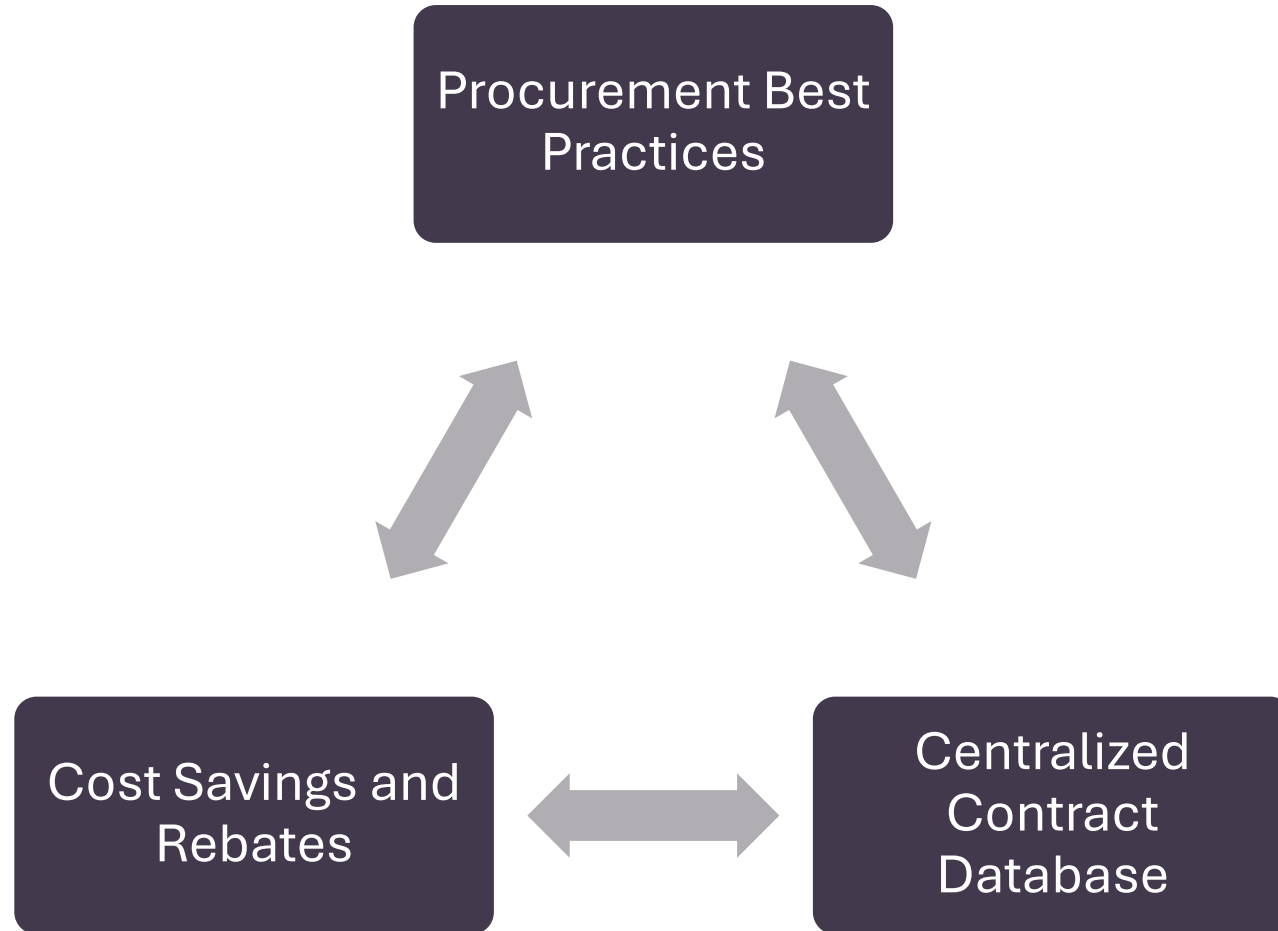 Procurement Best
Practices
Cost Savings and
Rebates
Centralized
Contract
Database